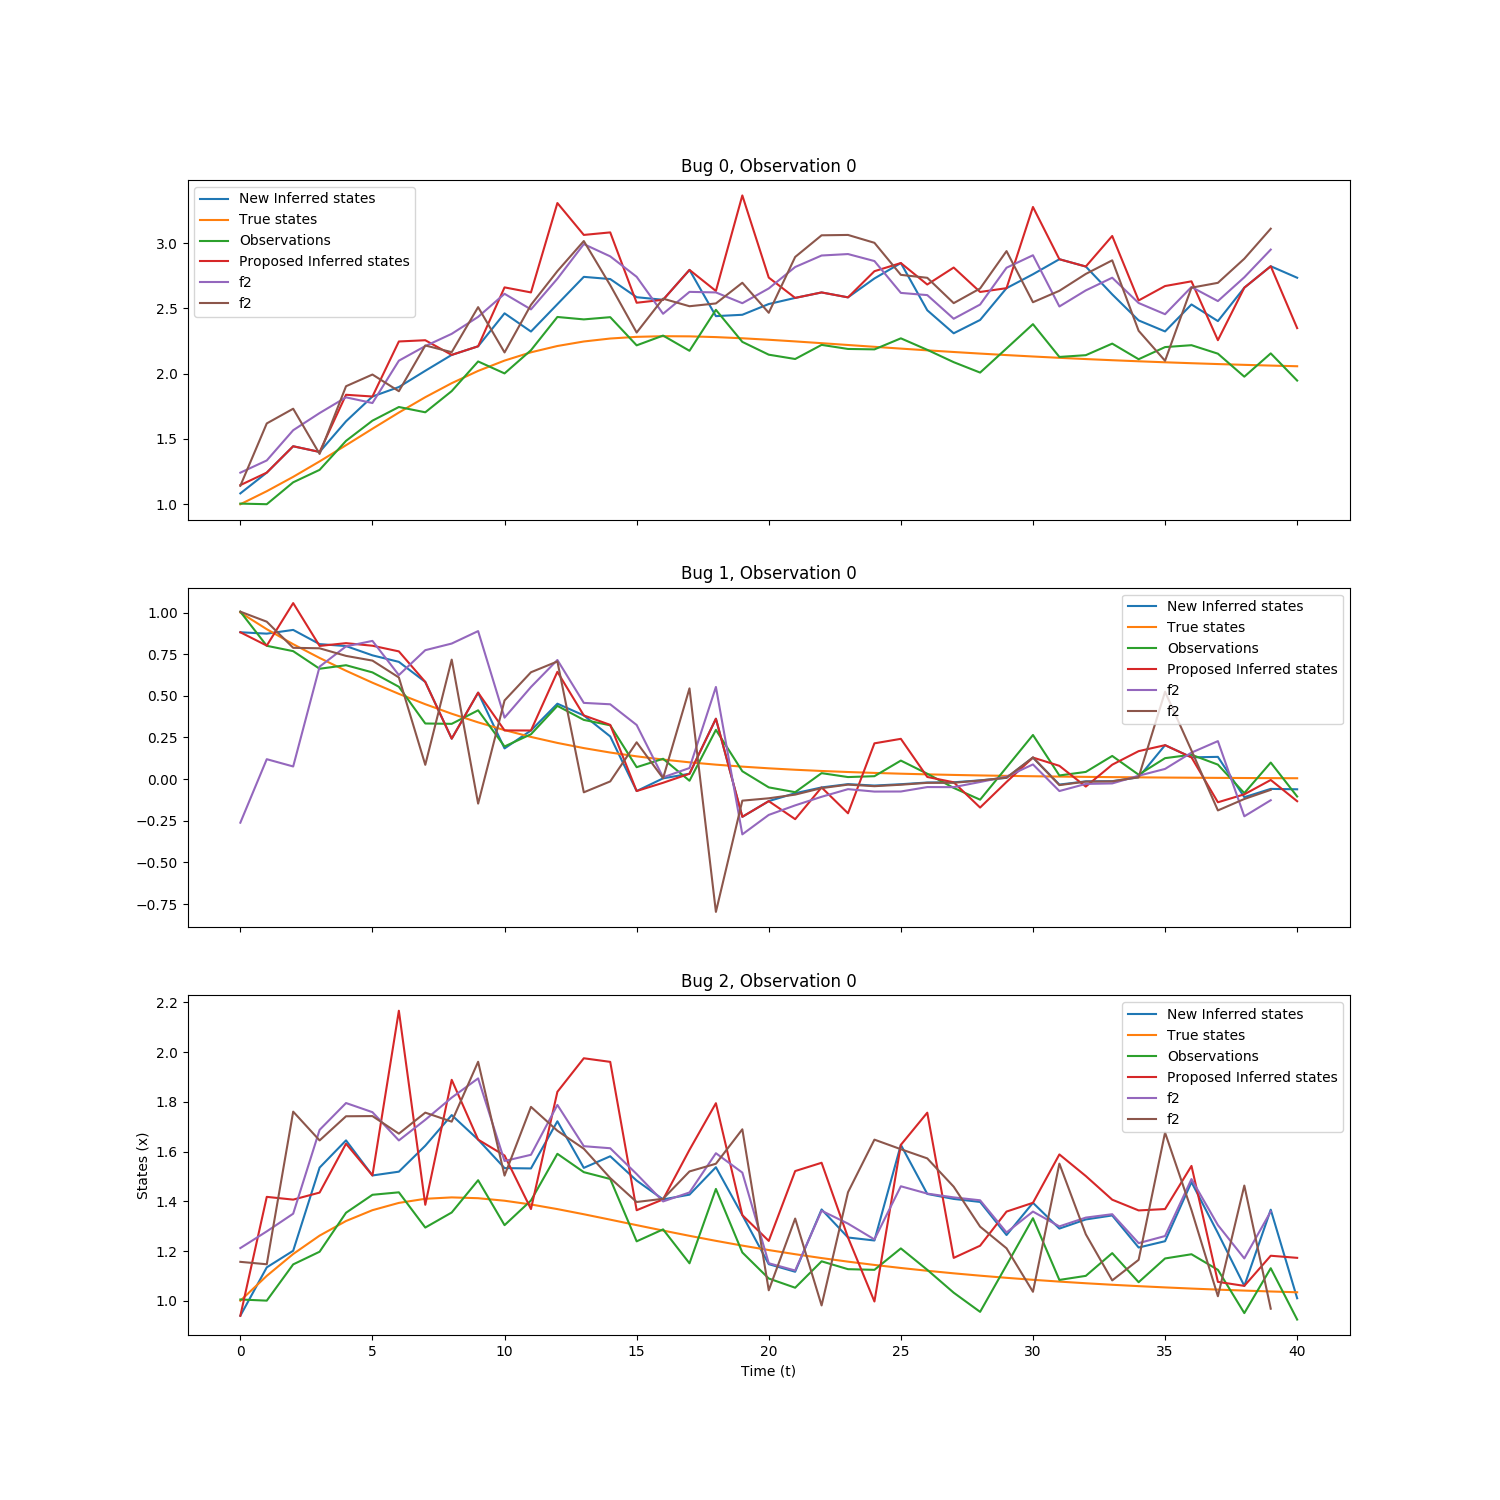 Bug 0, Observation 0
New Inferred states
True states
Observations
Proposed Inferred states
f2
f2
3.0
2.5
2.0
1.5
1.0
Bug 1, Observation 0
New Inferred states
True states
Observations
Proposed Inferred states
f2
f2
1.00
0.75
0.50
0.25
0.00
−0.25
−0.50
−0.75
Bug 2, Observation 0
New Inferred states
True states
Observations
Proposed Inferred states
f2
f2
States (x)
2.2
2.0
1.8
1.6
1.4
1.2
1.0
0 5 10 15 20 25 30 35 40
Time (t)